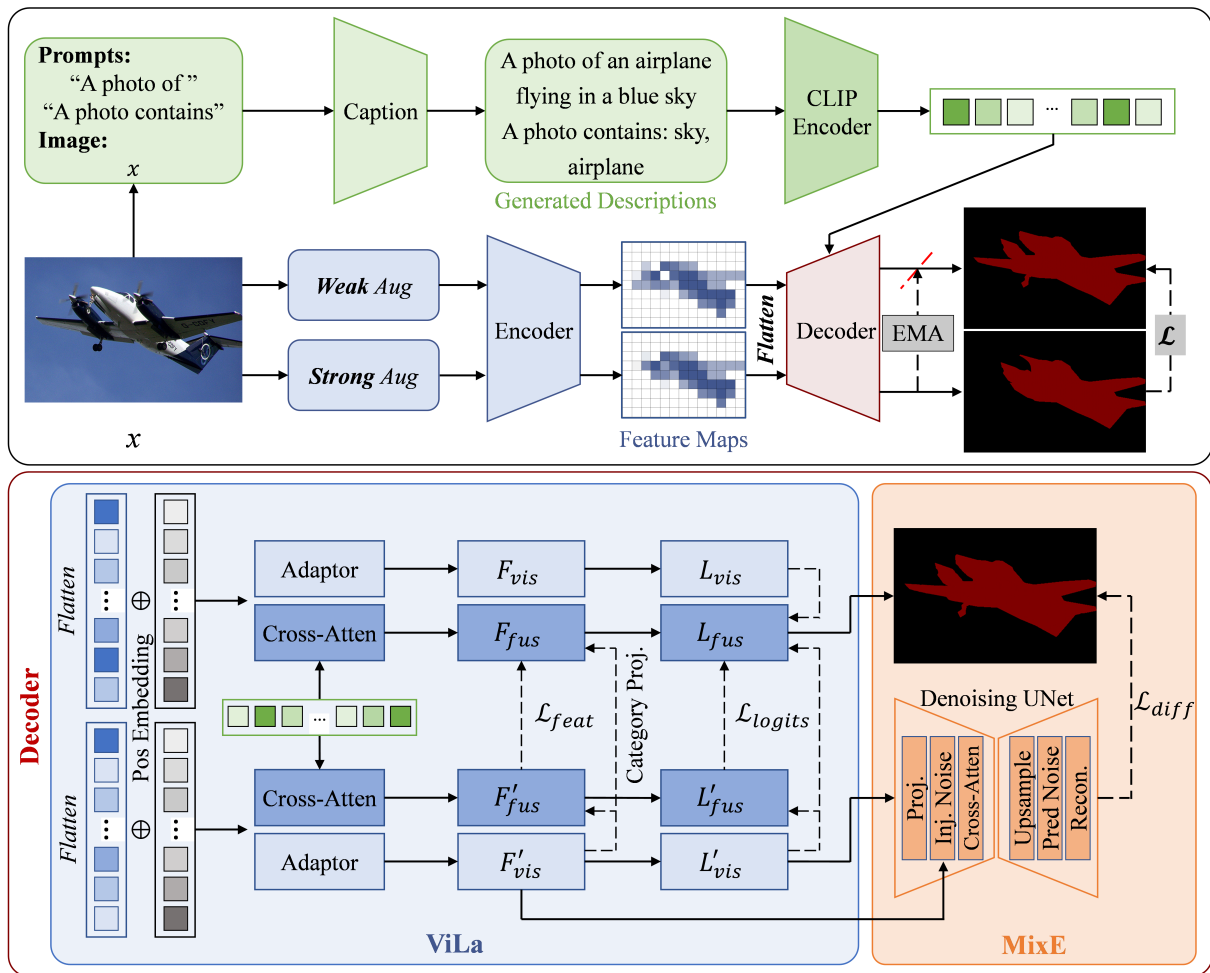 Prompts:
“A photo of ”
“A photo contains”
Image:
x
Caption
A photo of an airplane
flying in a blue sky
A photo contains: sky,
airplane
Generated Descriptions
CLIP
Encoder
...
Weak Aug
Strong Aug
x
Encoder
Feature Maps
Flatten
Decoder
EMA
ℒ
Decoder
Flatten
Flatten
Pos Embedding
⊕
⊕
...
...
...
...
Adaptor
F_vis
L_vis
Cross-Atten
F_fus
L_fus
...
ℒ_feat
Category Proj.
ℒ_logits
Cross-Atten
F'_fus
L'_fus
Adaptor
F'_vis
L'_vis
ViLa
Denoising UNet
ℒ_diff
Proj.
Inj. Noise
Cross-Atten
Upsample
Pred Noise
Recon.
MixE